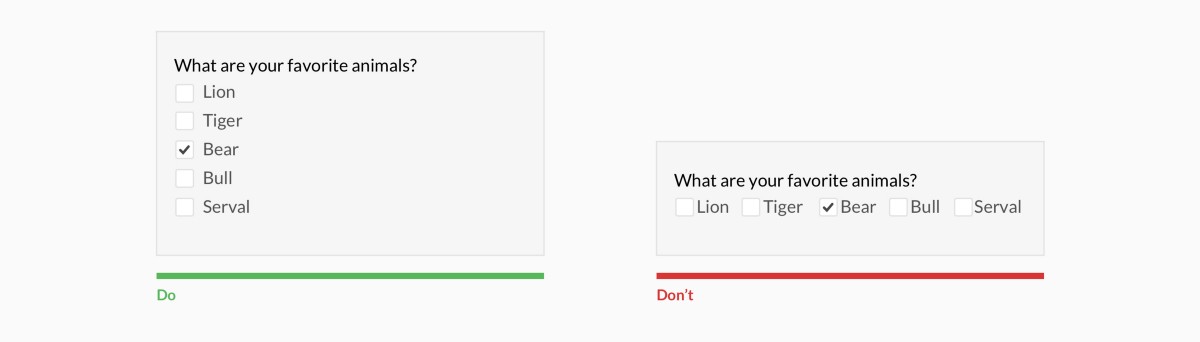 What are your favorite animals?
Lion
Tiger
Bear
Bull
Serval
Do
What are your favorite animals?
Lion Tiger Bear Bull Serval
Don't